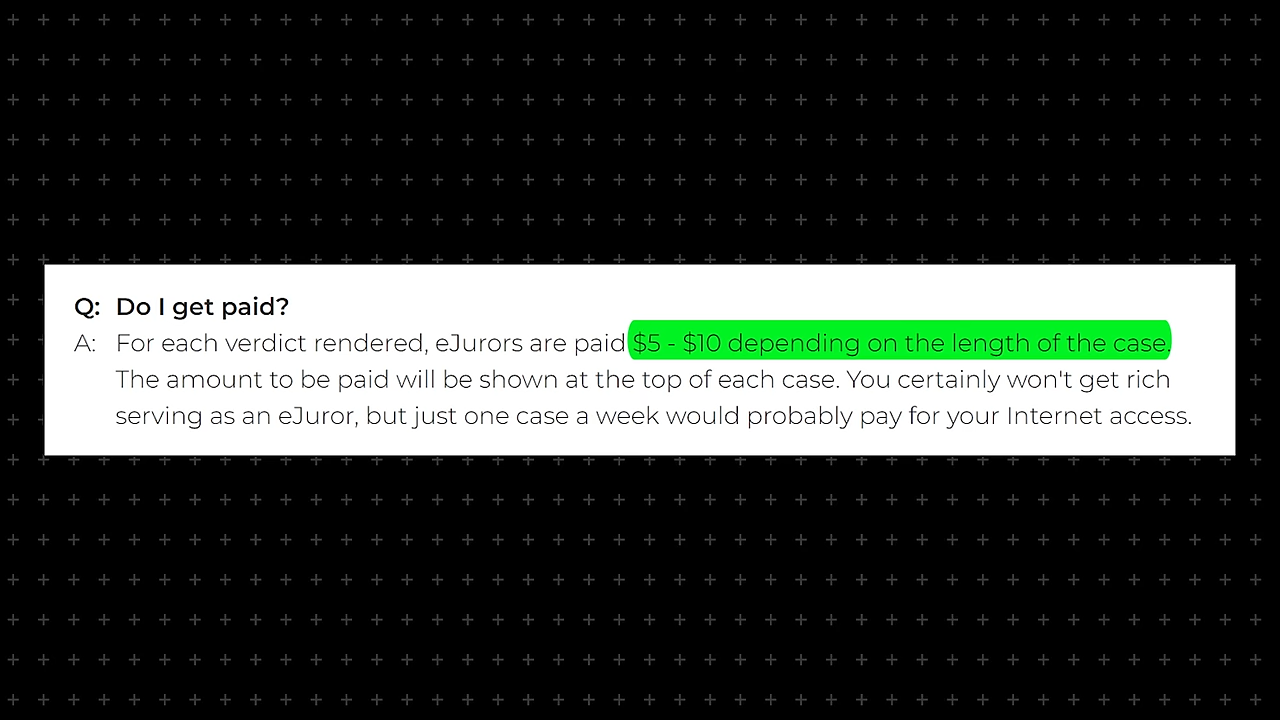 Q: Do I get paid?
A: For each verdict rendered, eJurors are paid $5 - $10 depending on the length of the case.
The amount to be paid will be shown at the top of each case. You certainly won't get rich
serving as an eJuror, but just one case a week would probably pay for your Internet access.